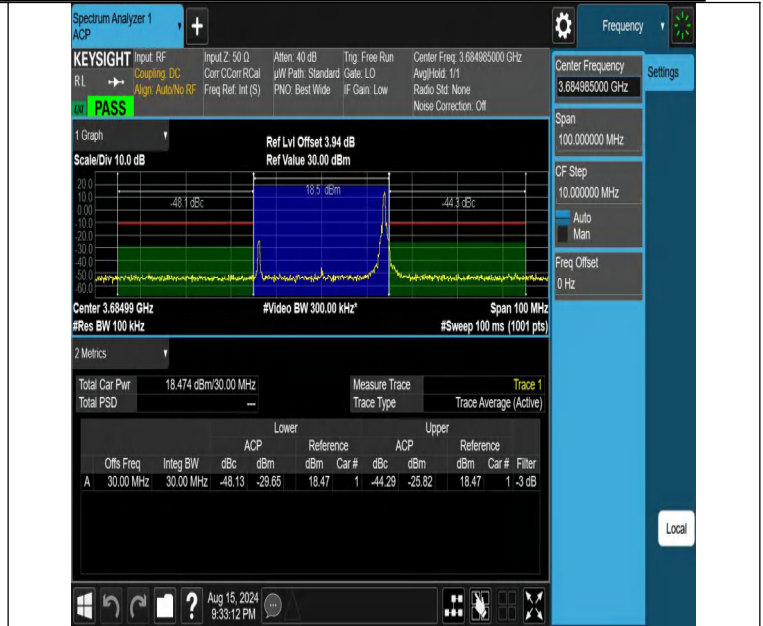 Spectrum Analyzer 1
ACP
+
Frequency
KEYSIGHT Input: RF Input Z: 50 Ω Atten: 40 dB Trig: Free Run Center Freq: 3.684985000 GHz
RL Coupling: DC Corr CCorr RCal µW Path: Standard Gate: LO Avg|Hold: 1/1
Align: Auto/No RF Freq Ref: Int (S) PNO: Best Wide IF Gain: Low Radio Std: None
PASS Noise Correction: Off
Center Frequency
3.684985000 GHz
Settings
Span
100.000000 MHz
CF Step
10.000000 MHz
Auto
Man
Freq Offset
0 Hz
Local
1 Graph
Ref Lvl Offset 3.94 dB
Scale/Div 10.0 dB Ref Value 30.00 dBm
20.0
10.0
0.00
-10.0
-20.0
-30.0
-40.0
-50.0
-60.0
-48.1 dBc 18.5 dBm -44.3 dBc
Center 3.68499 GHz #Video BW 300.00 kHz* Span 100 MHz
#Res BW 100 kHz #Sweep 100 ms (1001 pts)
2 Metrics
Total Car Pwr 18.474 dBm/30.00 MHz Measure Trace Trace 1
Total PSD --- Trace Type Trace Average (Active)
Lower Upper
ACP Reference ACP Reference
Offs Freq Integ BW dBc dBm dBm Car # dBc dBm dBm Car # Filter
A 30.00 MHz 30.00 MHz -48.13 -29.65 18.47 1 -44.29 -25.82 18.47 1 -3 dB
? Aug 15, 2024
9:33:12 PM